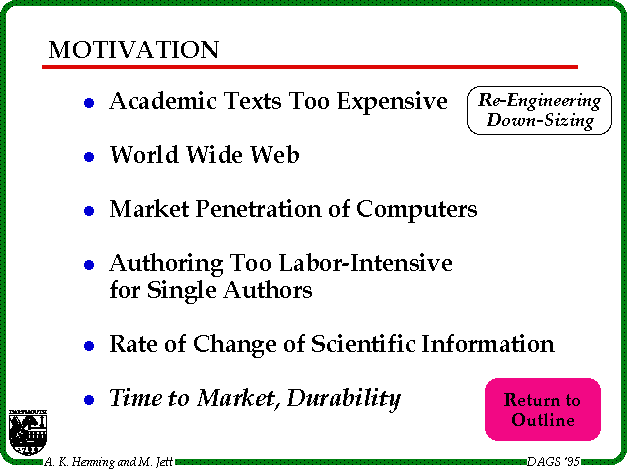 MOTIVATION
Academic Texts Too Expensive
Re-Engineering
Down-Sizing
World Wide Web
Market Penetration of Computers
Authoring Too Labor-Intensive
for Single Authors
Rate of Change of Scientific Information
Time to Market, Durability
Return to
Outline
DARTMOUTH
A. K. Henning and M. Jett
DAGS '95